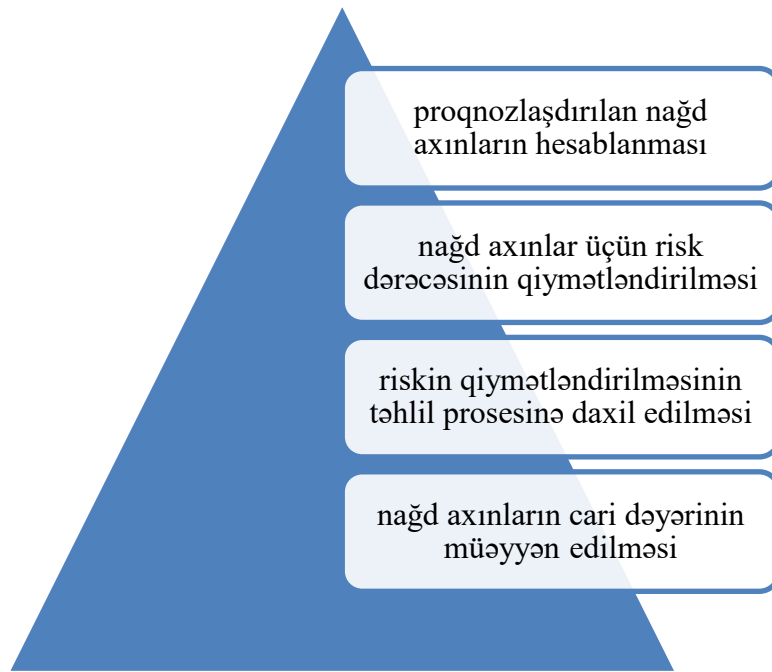 proqnozlaşdırılan nağd
axınların hesablanması
nağd axınlar üçün risk
dərəcəsinin qiymətləndirilməsi
riskin qiymətləndirilməsinin
təhlil prosesinə daxil edilməsi
nağd axınların cari dəyərinin
müəyyən edilməsi